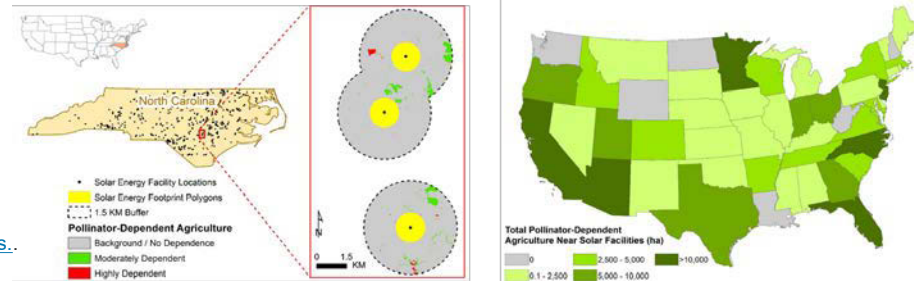 North Carolina
Solar Energy Facility Locations
Solar Energy Footprint Polygons
1.5 KM Buffer
Pollinator-Dependent Agriculture
Background / No Dependence
Moderately Dependent
Highly Dependent
N
0 1.5
KM
s..
Total Pollinator-Dependent
Agriculture Near Solar Facilities (ha)
0
2,500 - 5,000
>10,000
0.1 - 2,500
5,000 - 10,000